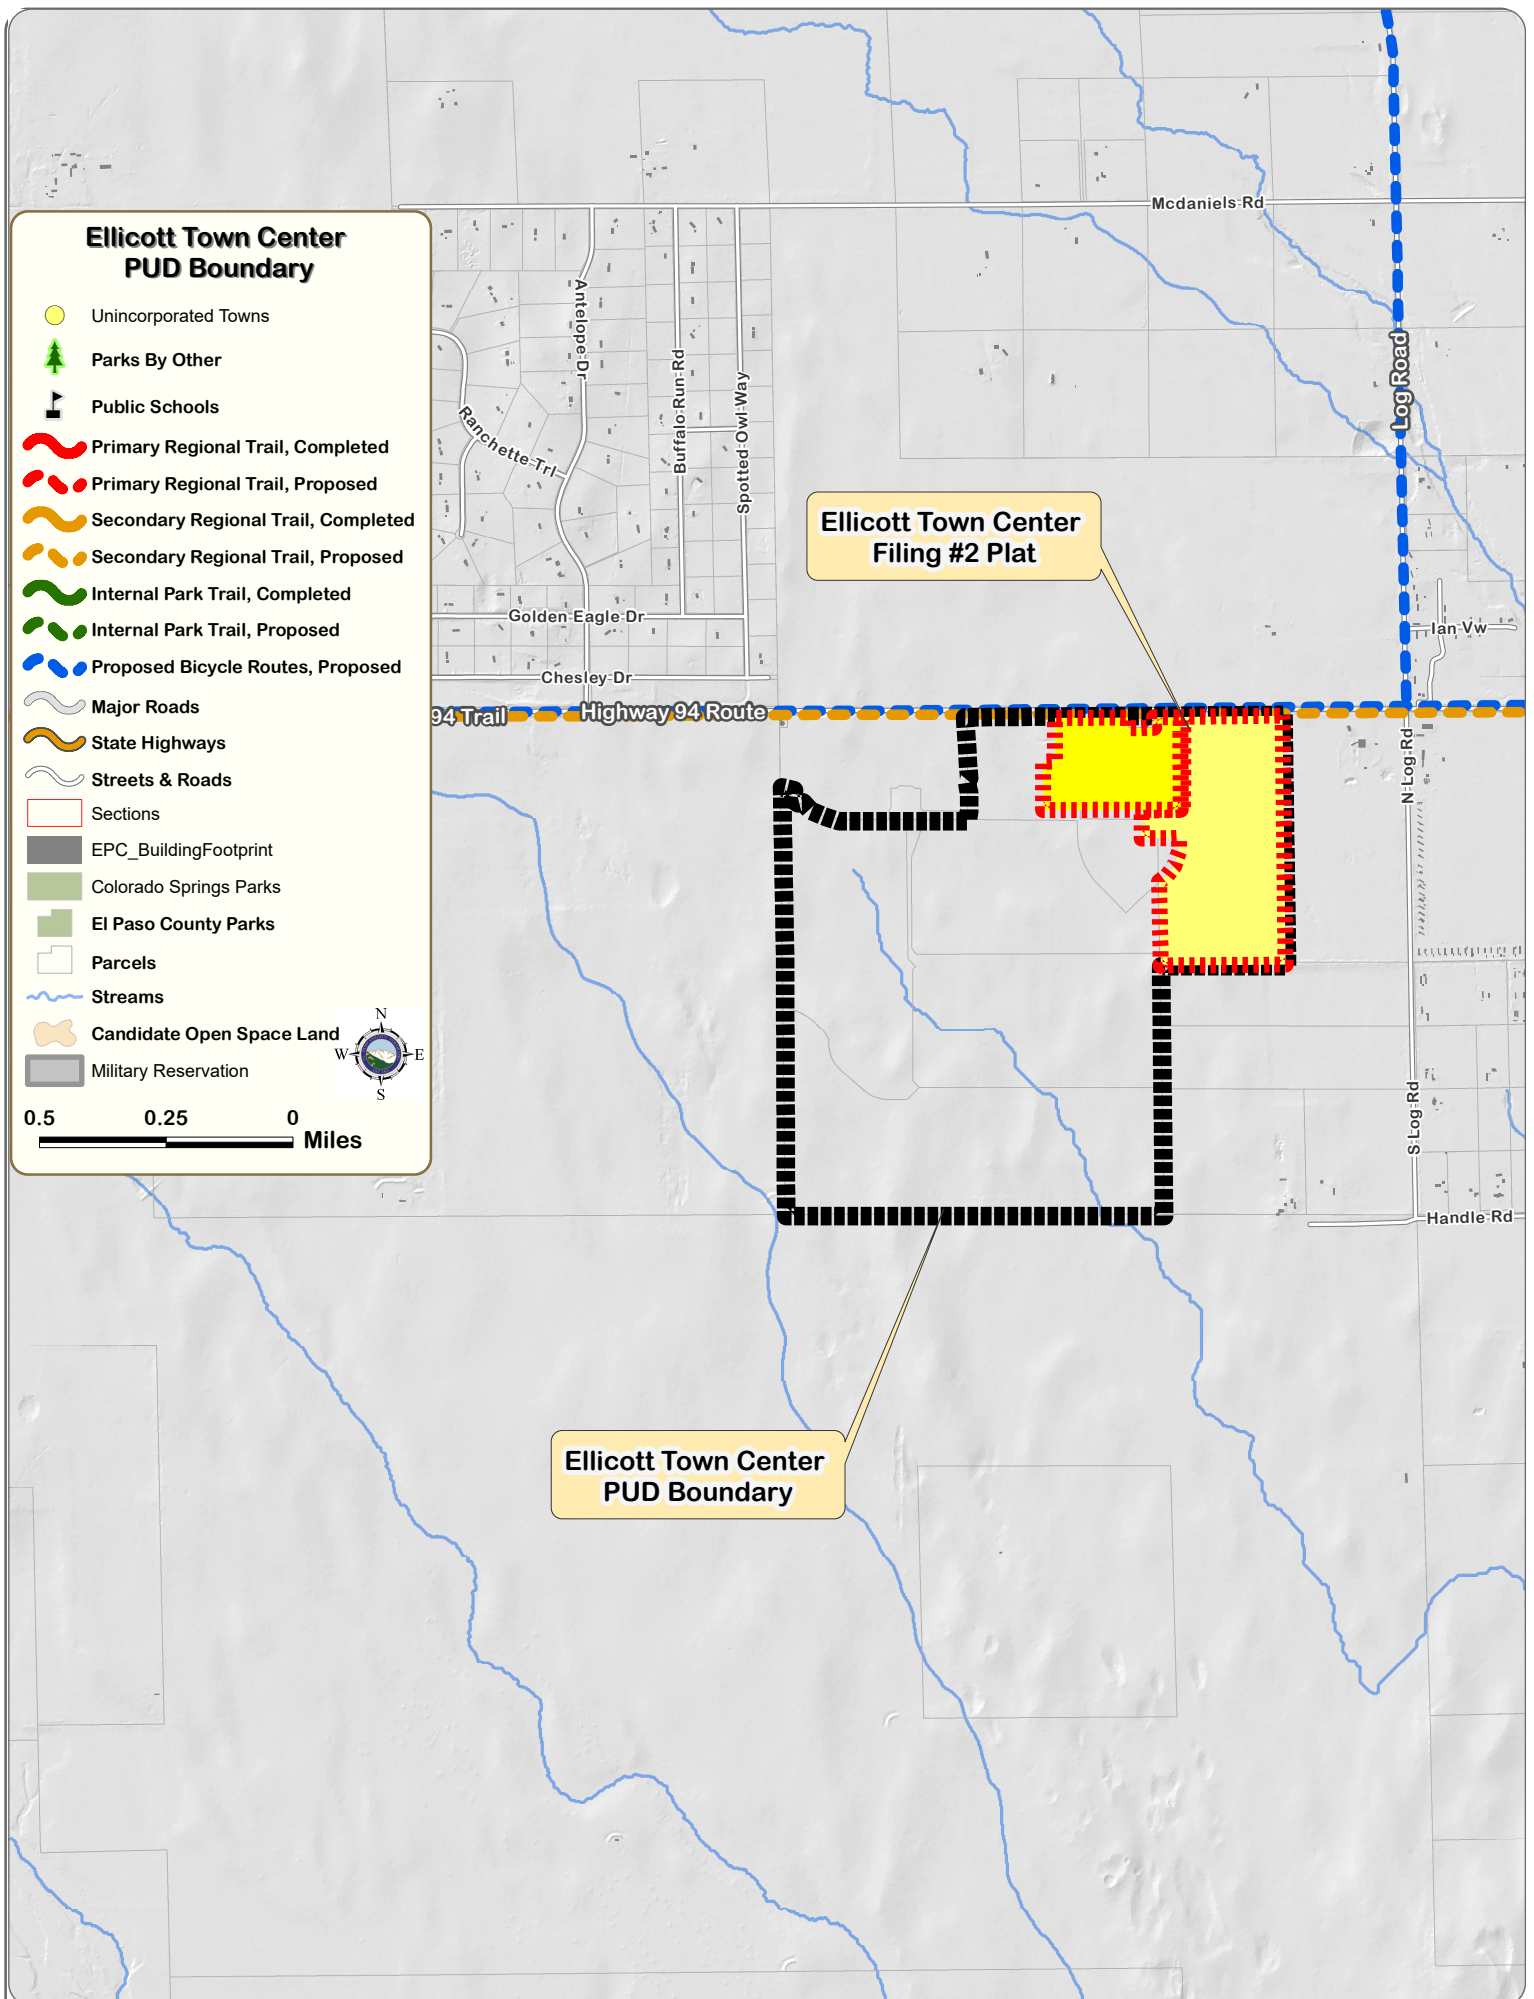 Mcdaniels Rd
Ellicott Town Center
PUD Boundary
Unincorporated Towns
Parks By Other
Public Schools
Primary Regional Trail, Completed
Primary Regional Trail, Proposed
Secondary Regional Trail, Completed
Secondary Regional Trail, Proposed
Internal Park Trail, Completed
Internal Park Trail, Proposed
Proposed Bicycle Routes, Proposed
Major Roads
State Highways
Streets & Roads
Sections
EPC_BuildingFootprint
Colorado Springs Parks
El Paso County Parks
Parcels
Streams
Candidate Open Space Land
Military Reservation
N
W
E
S
0.5 0.25 0
Miles
Antelope Dr
Buffalo Run Rd
Spotted Owl Way
Ranchette Trl
Log Road
Ellicott Town Center
Filing #2 Plat
Golden Eagle Dr
Ian Vw
Chesley Dr
94 Trail
Highway 94 Route
N Log Rd
S Log Rd
Handle Rd
Ellicott Town Center
PUD Boundary